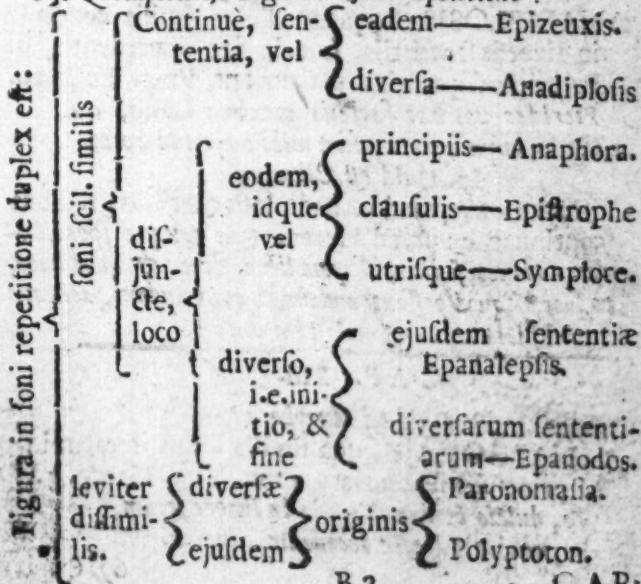 Figura in ſoni repetitione duplex eſt:
ſoni ſcil. ſimilis
Continue, ſen-
tentia, vel
eadem—Epizeuxis.
diverſa—Anadiploſis
diſ-
jun-
cte,
loco
eodem,
idque
vel
principiis—Anaphora.
clauſulis—Epiſtrophe
utriſque—Symploce.
diverſo,
i.e. ini-
tio, &
fine
ejuſdem ſententiæ
Epanalepſis.
diverſarum ſententi-
arum—Epanodos.
leviter
diſſimi-
lis.
diverſæ
ejuſdem
originis
Paronomaſia.
Polyptoton.